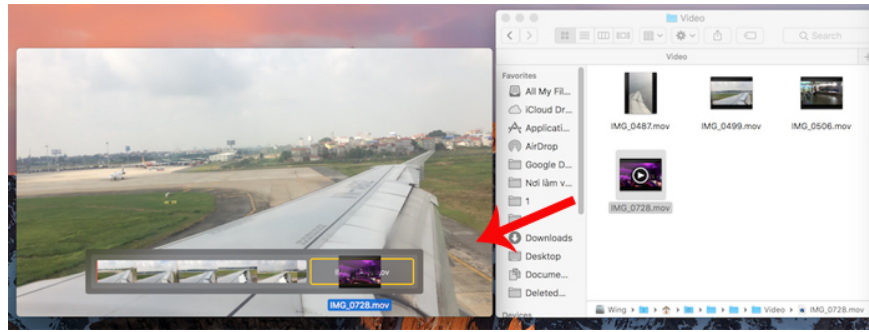 Video
Search
Video
Favorites
All My Fil...
iCloud Dr...
Applicati...
AirDrop
Google D...
Nơi làm v...
1
Downloads
Desktop
Docume...
Deleted...
Devices
IMG_0487.mov
IMG_0499.mov
IMG_0506.mov
IMG_0728.mov
Wing
Video
IMG_0728.mov
IMG_0728.mov